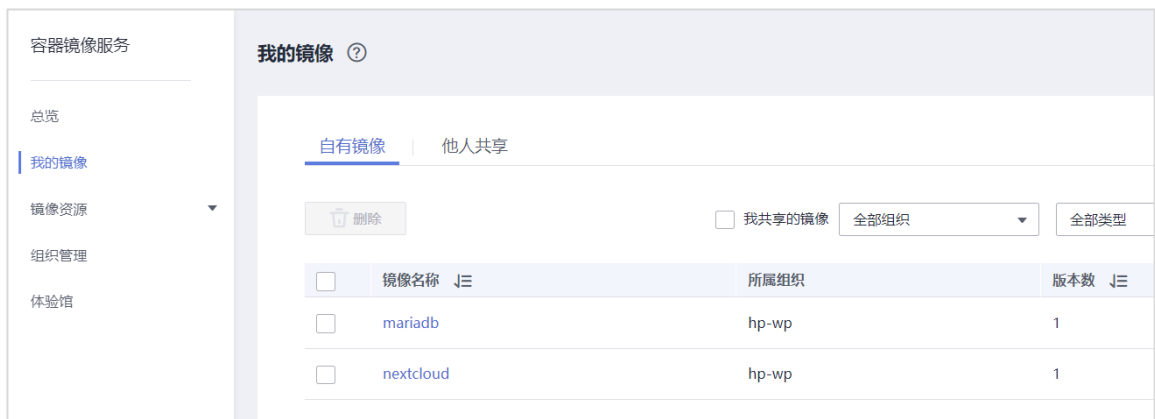 容器镜像服务
总览
我的镜像
镜像资源
组织管理
体验馆
我的镜像 ?
自有镜像 他人共享
删除 我共享的镜像 全部组织 全部类型
镜像名称 所属组织 版本数
mariadb hp-wp 1
nextcloud hp-wp 1